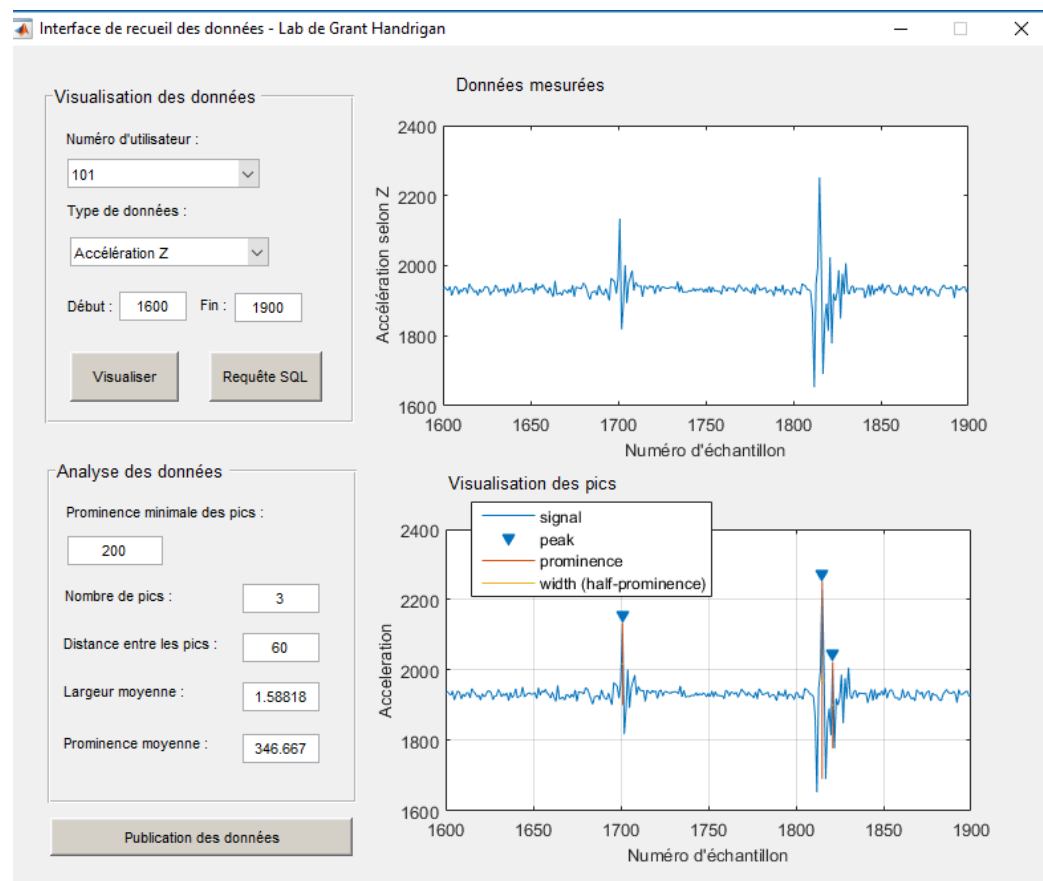 Interface de recueil des données - Lab de Grant Handrigan
Visualisation des données
Numéro d'utilisateur :
101
Type de données :
Accélération Z
Début : 1600 Fin : 1900
Visualiser Requête SQL
Données mesurées
2400
2200
2000
1800
1600
Accélération selon Z
1600 1650 1700 1750 1800 1850 1900
Numéro d'échantillon
Analyse des données
Prominence minimale des pics :
200
Nombre de pics : 3
Distance entre les pics : 60
Largeur moyenne : 1.58818
Prominence moyenne : 346.667
Publication des données
Visualisation des pics
signal
peak
prominence
width (half-prominence)
2400
2200
2000
1800
1600
Acceleration
1600 1650 1700 1750 1800 1850 1900
Numéro d'échantillon